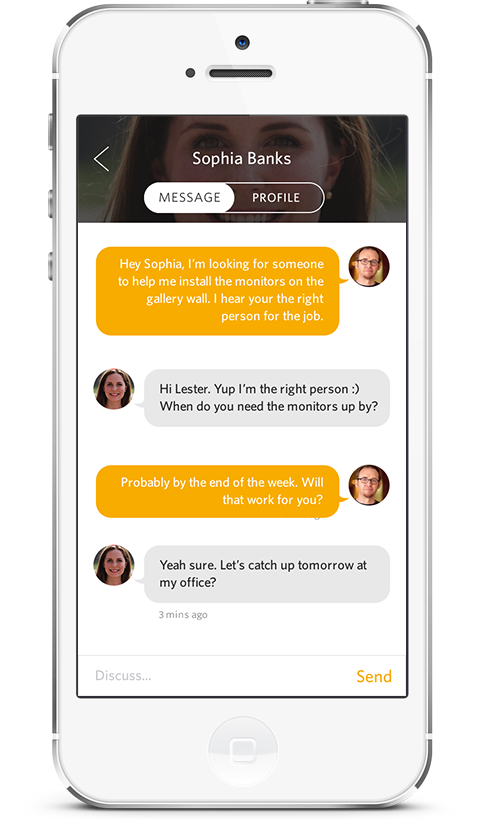 Sophia Banks
MESSAGE PROFILE
Hey Sophia, I'm looking for someone
to help me install the monitors on the
gallery wall. I hear your the right
person for the job.
Hi Lester. Yup I'm the right person :)
When do you need the monitors up by?
Probably by the end of the week. Will
that work for you?
Yeah sure. Let's catch up tomorrow at
my office?
3 mins ago
Discuss...
Send